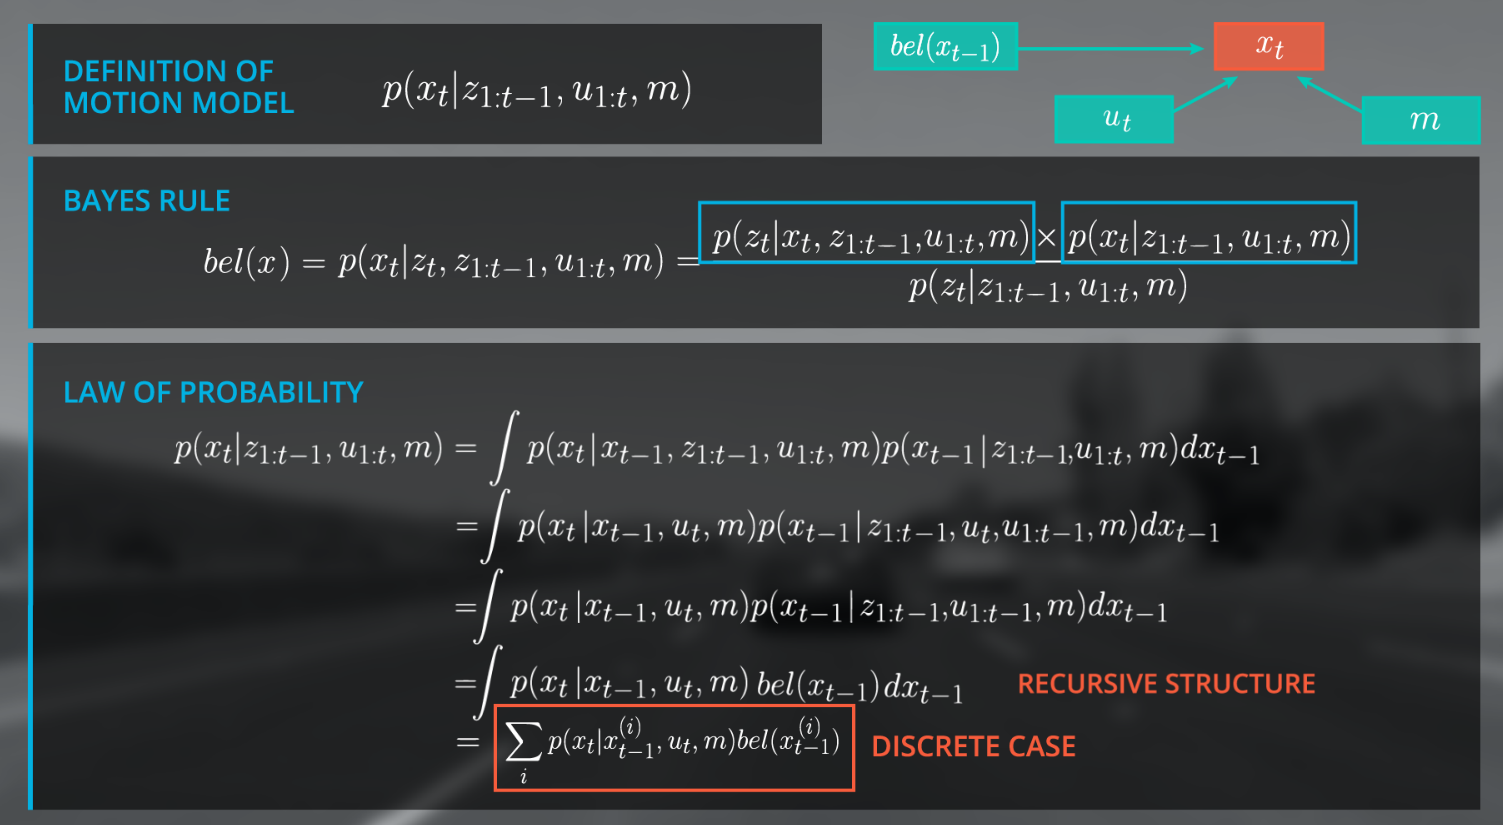 DEFINITION OF
MOTION MODEL
p(x_t|z_{1:t−1}, u_{1:t}, m)
bel(x_{t−1})
x_t
u_t
m
BAYES RULE
bel(x) = p(x_t|z_t, z_{1:t−1}, u_{1:t}, m) = \frac{p(z_t|x_t, z_{1:t−1}, u_{1:t}, m) × p(x_t|z_{1:t−1}, u_{1:t}, m)}{p(z_t|z_{1:t−1}, u_{1:t}, m)}
LAW OF PROBABILITY
p(x_t|z_{1:t−1}, u_{1:t}, m) = ∫ p(x_t|x_{t−1}, z_{1:t−1}, u_{1:t}, m)p(x_{t−1}|z_{1:t−1}, u_{1:t}, m)dx_{t−1}
= ∫ p(x_t|x_{t−1}, u_t, m)p(x_{t−1}|z_{1:t−1}, u_t, u_{1:t−1}, m)dx_{t−1}
= ∫ p(x_t|x_{t−1}, u_t, m)p(x_{t−1}|z_{1:t−1}, u_{1:t−1}, m)dx_{t−1}
= ∫ p(x_t|x_{t−1}, u_t, m) bel(x_{t−1})dx_{t−1} RECURSIVE STRUCTURE
= ∑_i p(x_t|x_{t−1}^{(i)}, u_t, m)bel(x_{t−1}^{(i)}) DISCRETE CASE